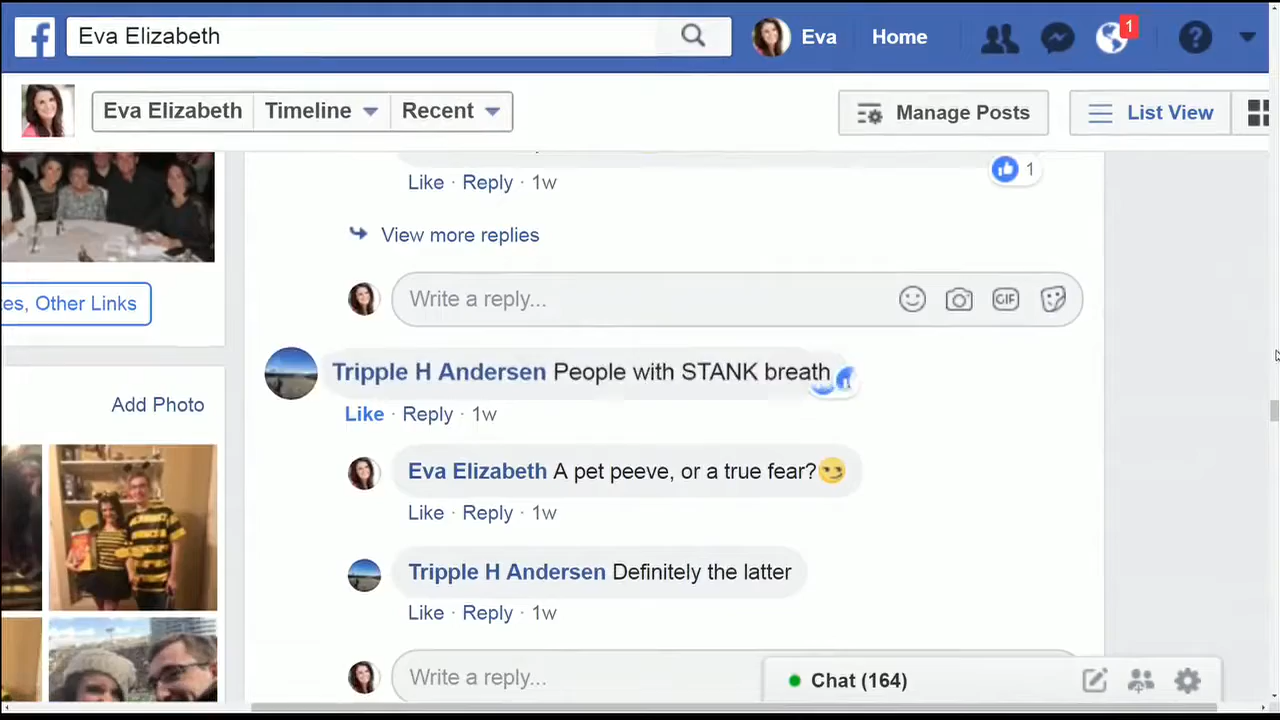 f Eva Elizabeth Eva Home 1 ?
Eva Elizabeth Timeline Recent Manage Posts List View
Like · Reply · 1w 1
View more replies
es, Other Links
Write a reply... GIF
Tripple H Andersen People with STANK breath
Add Photo
Like · Reply · 1w
Eva Elizabeth A pet peeve, or a true fear?😏
Like · Reply · 1w
Tripple H Andersen Definitely the latter
Like · Reply · 1w
Write a reply...
Chat (164)